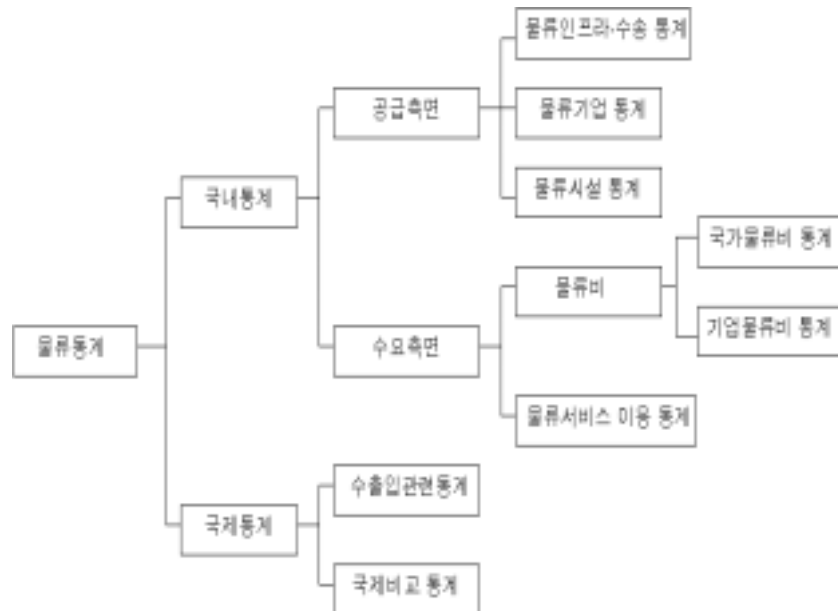 물류인프라·수송 통계
공급측면
물류기업 통계
국내통계
물류시설 통계
국가물류비 통계
물류비
물류통계
수요측면
기업물류비 통계
물류서비스 이용 통계
수출입관련통계
국제통계
국제비교 통계